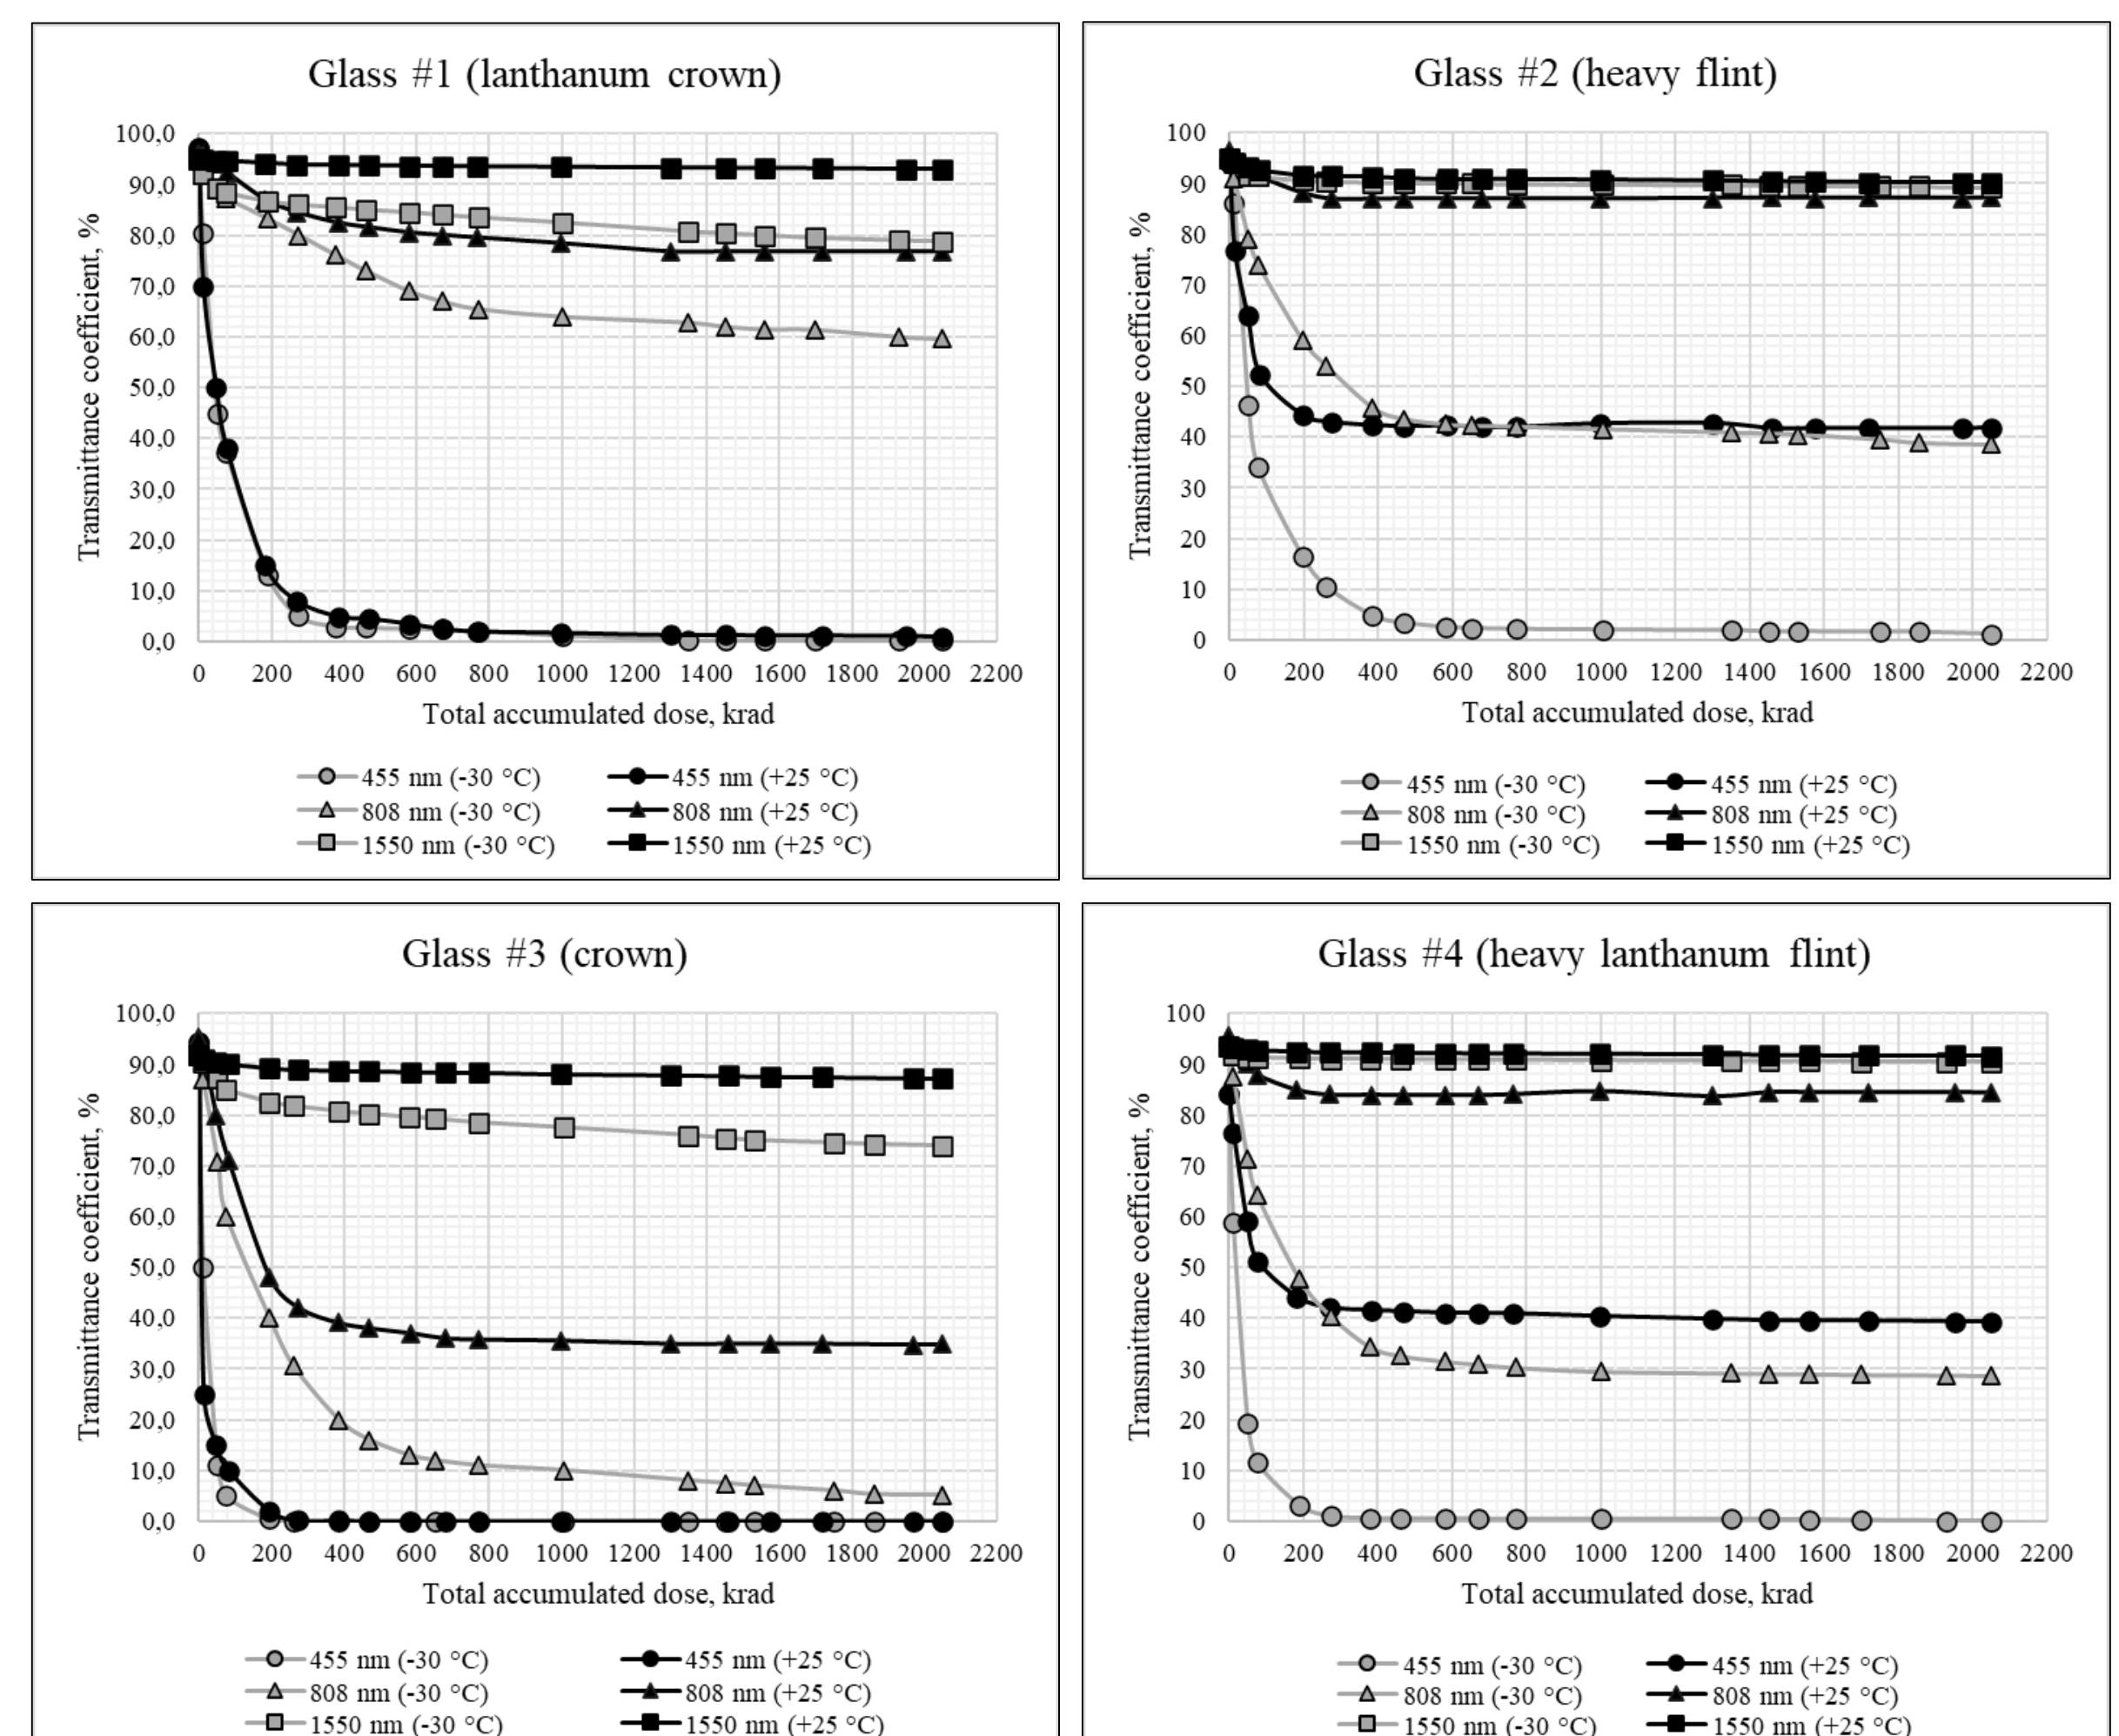 Glass #1 (lanthanum crown)
Transmittance coefficient, %
100,0
90,0
80,0
70,0
60,0
50,0
40,0
30,0
20,0
10,0
0,0
0 200 400 600 800 1000 1200 1400 1600 1800 2000 2200
Total accumulated dose, krad
455 nm (-30 °C) 455 nm (+25 °C)
808 nm (-30 °C) 808 nm (+25 °C)
1550 nm (-30 °C) 1550 nm (+25 °C)
Glass #2 (heavy flint)
Transmittance coefficient, %
100
90
80
70
60
50
40
30
20
10
0
0 200 400 600 800 1000 1200 1400 1600 1800 2000 2200
Total accumulated dose, krad
455 nm (-30 °C) 455 nm (+25 °C)
808 nm (-30 °C) 808 nm (+25 °C)
1550 nm (-30 °C) 1550 nm (+25 °C)
Glass #3 (crown)
Transmittance coefficient, %
100,0
90,0
80,0
70,0
60,0
50,0
40,0
30,0
20,0
10,0
0,0
0 200 400 600 800 1000 1200 1400 1600 1800 2000 2200
Total accumulated dose, krad
455 nm (-30 °C) 455 nm (+25 °C)
808 nm (-30 °C) 808 nm (+25 °C)
1550 nm (-30 °C) 1550 nm (+25 °C)
Glass #4 (heavy lanthanum flint)
Transmittance coefficient, %
100
90
80
70
60
50
40
30
20
10
0
0 200 400 600 800 1000 1200 1400 1600 1800 2000 2200
Total accumulated dose, krad
455 nm (-30 °C) 455 nm (+25 °C)
808 nm (-30 °C) 808 nm (+25 °C)
1550 nm (-30 °C) 1550 nm (+25 °C)